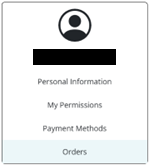 Personal Information
My Permissions
Payment Methods
Orders